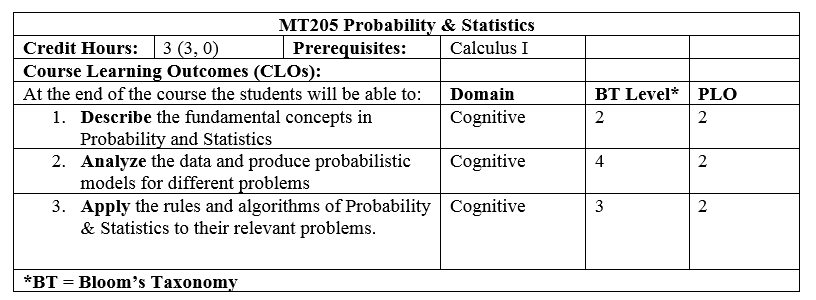 MT205 Probability & Statistics
Credit Hours: 3 (3, 0) Prerequisites: Calculus I
Course Learning Outcomes (CLOs):
At the end of the course the students will be able to: Domain BT Level* PLO
1. Describe the fundamental concepts in Cognitive 2 2
Probability and Statistics
2. Analyze the data and produce probabilistic Cognitive 4 2
models for different problems
3. Apply the rules and algorithms of Probability Cognitive 3 2
& Statistics to their relevant problems.
*BT = Bloom’s Taxonomy